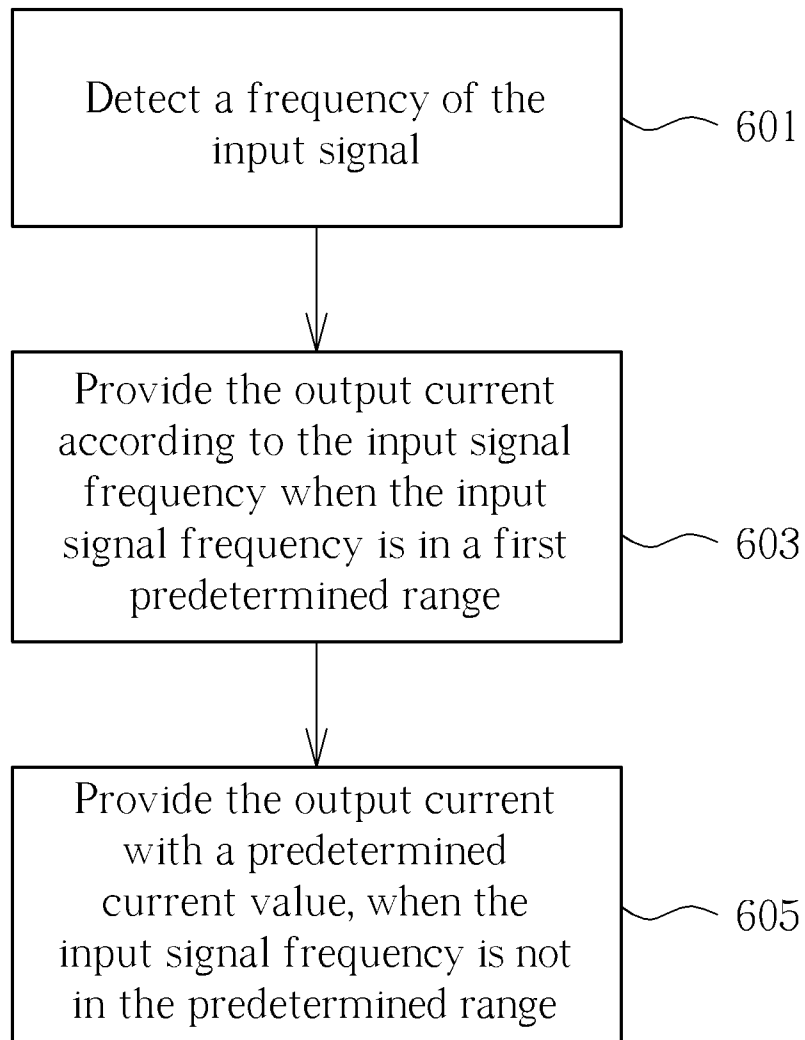 Detect a frequency of the
input signal
601
Provide the output current
according to the input signal
frequency when the input
signal frequency is in a first
predetermined range
603
Provide the output current
with a predetermined
current value, when the
input signal frequency is not
in the predetermined range
605